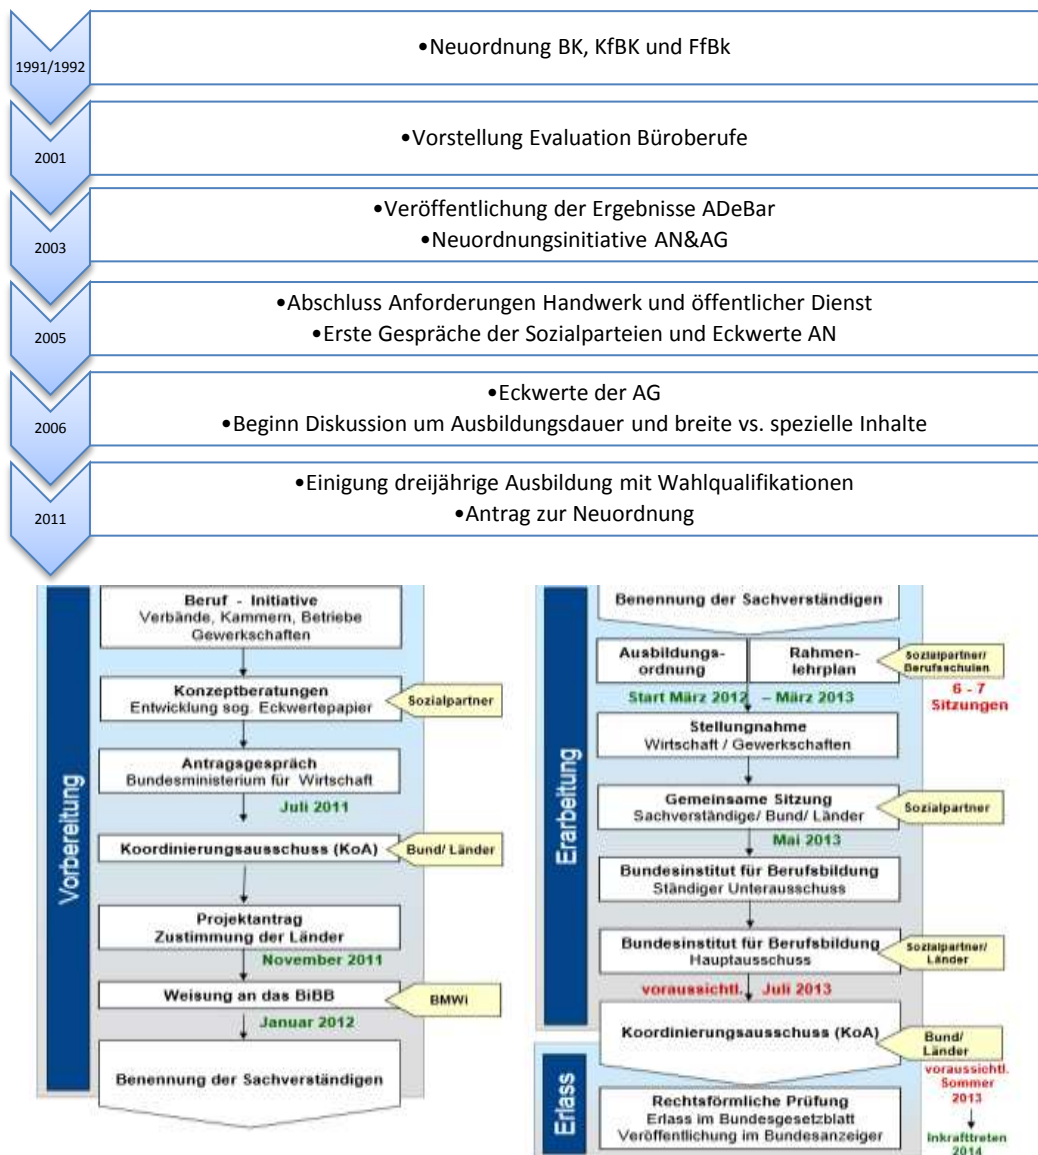 1991/1992
•Neuordnung BK, KfBK und FfBk
2001
•Vorstellung Evaluation Büroberufe
2003
•Veröffentlichung der Ergebnisse ADeBar
•Neuordnungsinitiative AN&AG
2005
•Abschluss Anforderungen Handwerk und öffentlicher Dienst
•Erste Gespräche der Sozialparteien und Eckwerte AN
2006
•Eckwerte der AG
•Beginn Diskussion um Ausbildungsdauer und breite vs. spezielle Inhalte
2011
•Einigung dreijährige Ausbildung mit Wahlqualifikationen
•Antrag zur Neuordnung
Vorbereitung
Beruf - Initiative
Verbände, Kammern, Betriebe
Gewerkschaften
Konzeptberatungen
Entwicklung sog. Eckwertepapier
Sozialpartner
Antragsgespräch
Bundesministerium für Wirtschaft
Juli 2011
Koordinierungsausschuss (KoA)
Bund/ Länder
Projektantrag
Zustimmung der Länder
November 2011
Weisung an das BiBB
BMWi
Januar 2012
Benennung der Sachverständigen
Erarbeitung
Benennung der Sachverständigen
Ausbildungs-
ordnung
Rahmen-
lehrplan
Sozialpartner/
Berufsschulen
Start März 2012 – März 2013
6 - 7
Sitzungen
Stellungnahme
Wirtschaft / Gewerkschaften
Gemeinsame Sitzung
Sachverständige/ Bund/ Länder
Sozialpartner
Mai 2013
Bundesinstitut für Berufsbildung
Ständiger Unterausschuss
Bundesinstitut für Berufsbildung
Hauptausschuss
Sozialpartner/
Länder
voraussichtl. Juli 2013
Koordinierungsausschuss (KoA)
Bund/
Länder
voraussichtl.
Sommer
2013
Inkrafttreten
2014
Erlass
Rechtsförmliche Prüfung
Erlass im Bundesgesetzblatt
Veröffentlichung im Bundesanzeiger